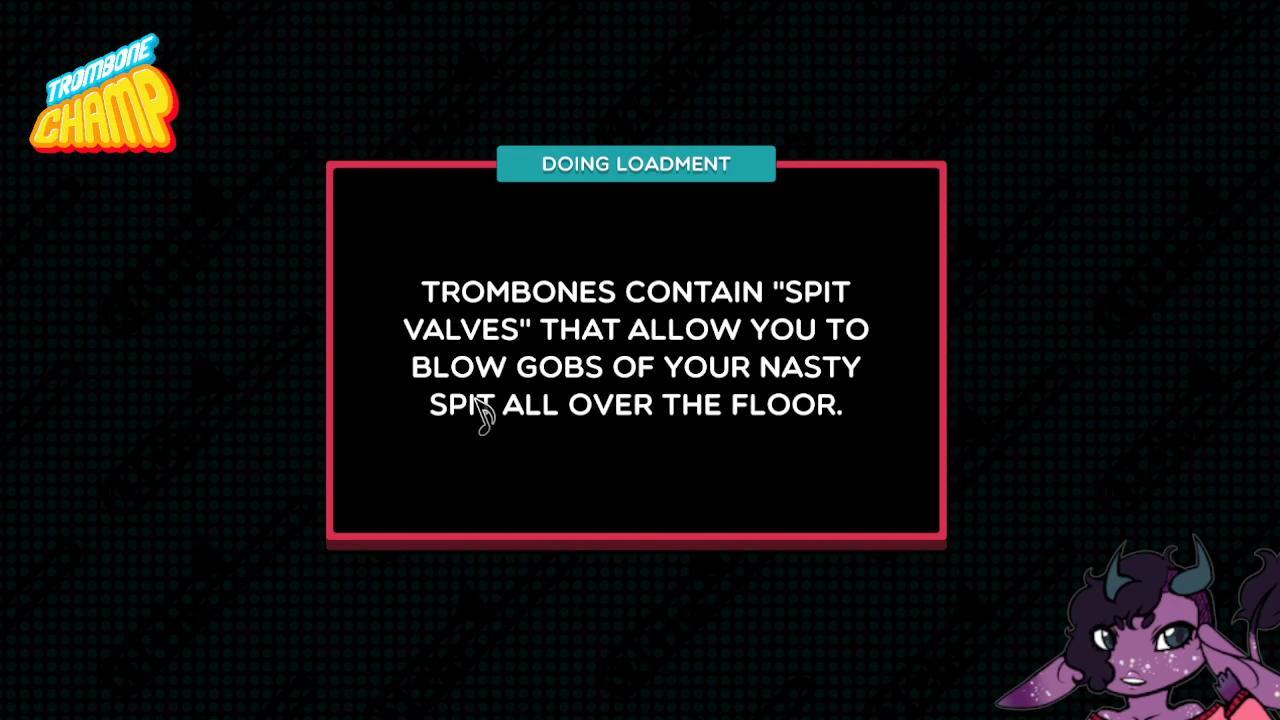 TROMBONE
CHAMP
DOING LOADMENT
TROMBONES CONTAIN "SPIT
VALVES" THAT ALLOW YOU TO
BLOW GOBS OF YOUR NASTY
SPIT ALL OVER THE FLOOR.